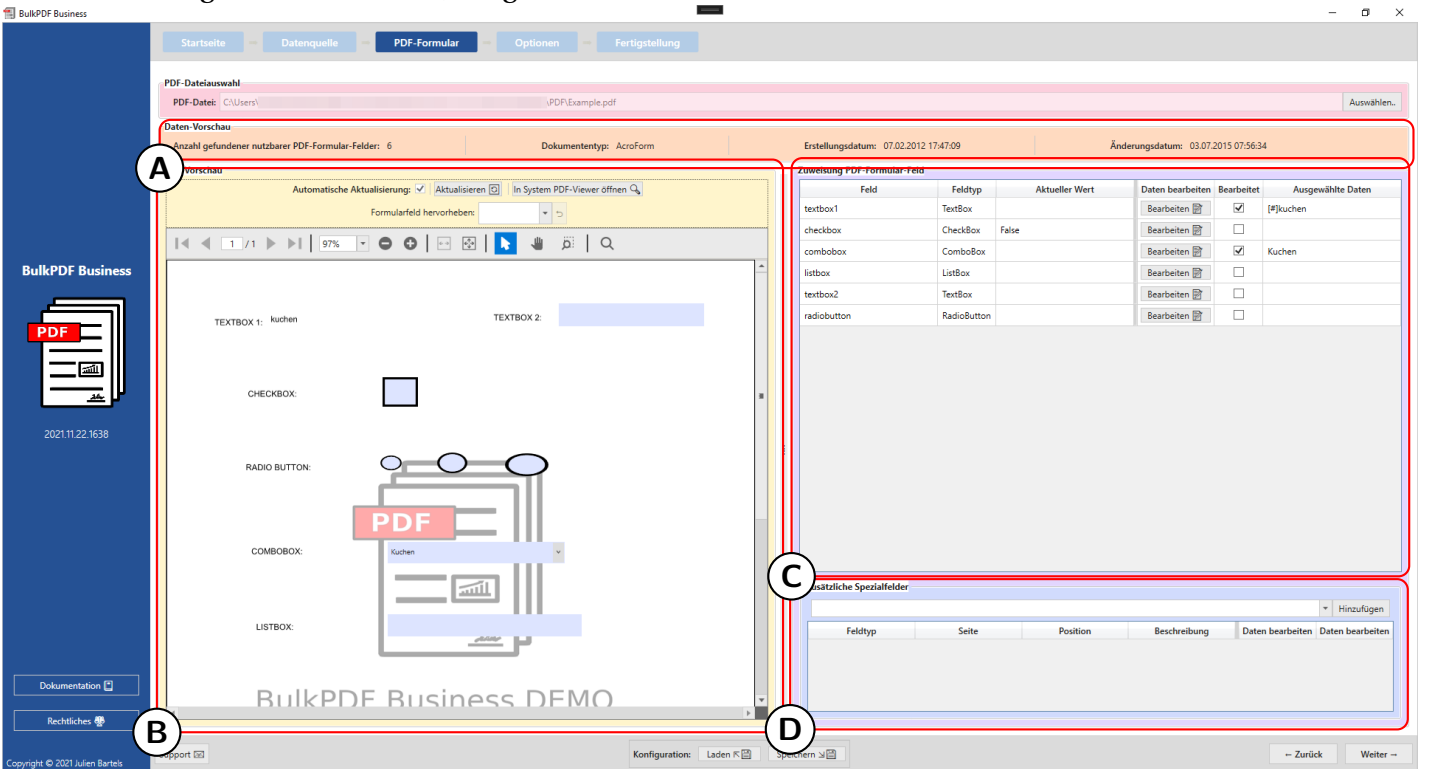 BulkPDF Business
Startseite → Datenquelle → PDF-Formular → Optionen → Fertigstellung
PDF-Dateiauswahl
PDF-Datei: C:\Users\ \PDF\Example.pdf Auswählen..
Daten-Vorschau
Anzahl gefundener nutzbarer PDF-Formular-Felder: 6 Dokumententyp: AcroForm Erstellungsdatum: 07.02.2012 17:47:09 Änderungsdatum: 03.07.2015 07:56:34
A
Vorschau
Automatische Aktualisierung: Aktualisieren In System PDF-Viewer öffnen
Formularfeld hervorheben:
1 / 1 97%
TEXTBOX 1: kuchen TEXTBOX 2:
CHECKBOX:
RADIO BUTTON:
PDF
COMBOBOX: Kuchen
LISTBOX:
BulkPDF Business DEMO
B
Zuweisung PDF-Formular-Feld
Feld Feldtyp Aktueller Wert Daten bearbeiten Bearbeitet Ausgewählte Daten
textbox1 TextBox Bearbeiten [#]kuchen
checkbox CheckBox False Bearbeiten
combobox ComboBox Bearbeiten Kuchen
listbox ListBox Bearbeiten
textbox2 TextBox Bearbeiten
radiobutton RadioButton Bearbeiten
C
usätzliche Spezialfelder
Hinzufügen
Feldtyp Seite Position Beschreibung Daten bearbeiten Daten bearbeiten
D
BulkPDF Business
PDF
2021.11.22.1638
Dokumentation
Rechtliches
Copyright © 2021 Julien Bartels
upport Konfiguration: Laden Speichern ← Zurück Weiter →